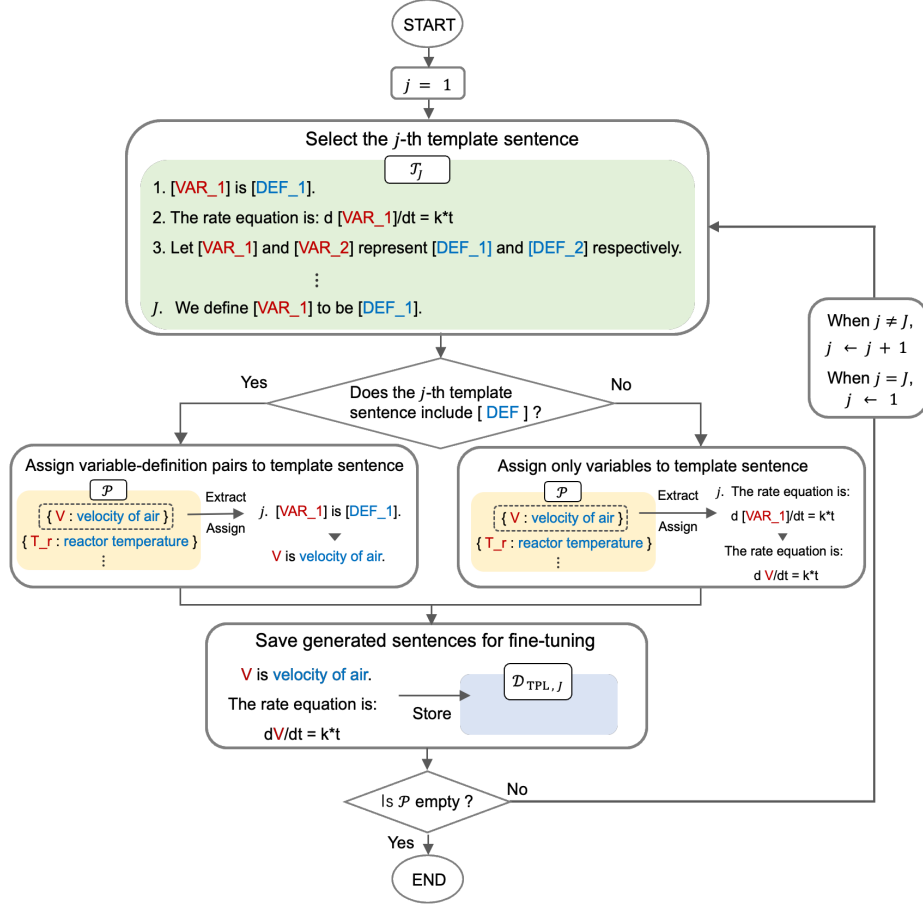 START
j = 1
Select the j-th template sentence
𝒯_J
1. [VAR_1] is [DEF_1].
2. The rate equation is: d [VAR_1]/dt = k*t
3. Let [VAR_1] and [VAR_2] represent [DEF_1] and [DEF_2] respectively.
⋮
J. We define [VAR_1] to be [DEF_1].
When j ≠ J,
j ← j + 1
When j = J,
j ← 1
Yes
No
Does the j-th template
sentence include [ DEF ] ?
Assign variable-definition pairs to template sentence
𝒫
{ V : velocity of air }
{ T_r : reactor temperature }
⋮
Extract
Assign
j. [VAR_1] is [DEF_1].
V is velocity of air.
Assign only variables to template sentence
𝒫
{ V : velocity of air }
{ T_r : reactor temperature }
⋮
Extract
Assign
j. The rate equation is:
d [VAR_1]/dt = k*t
The rate equation is:
d V/dt = k*t
Save generated sentences for fine-tuning
V is velocity of air.
The rate equation is:
dV/dt = k*t
Store
𝒟_TPL, J
Is 𝒫 empty ?
No
Yes
END